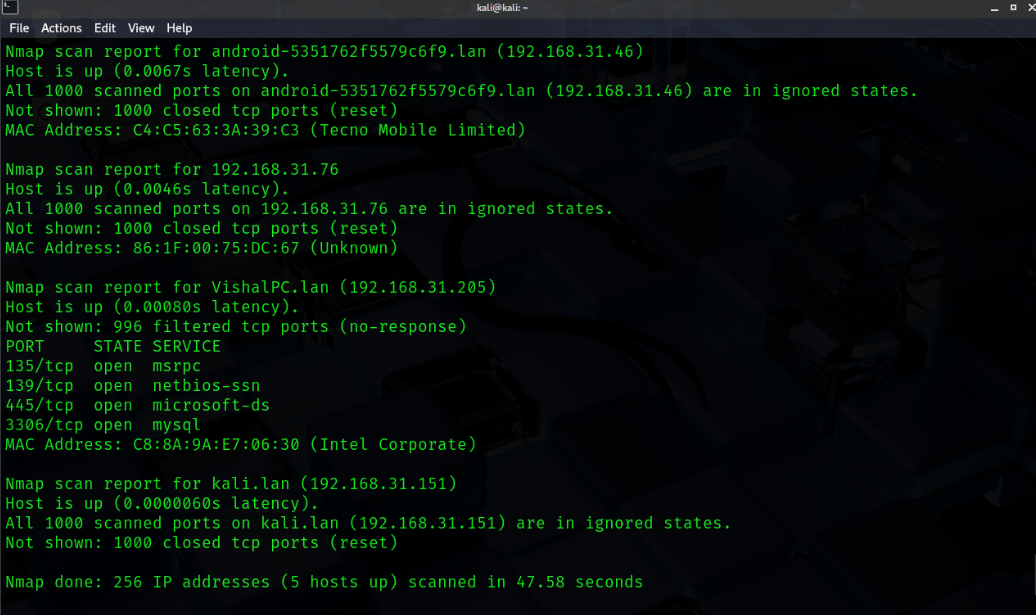 kali@kali: ~
File Actions Edit View Help
Nmap scan report for android-5351762f5579c6f9.lan (192.168.31.46)
Host is up (0.0067s latency).
All 1000 scanned ports on android-5351762f5579c6f9.lan (192.168.31.46) are in ignored states.
Not shown: 1000 closed tcp ports (reset)
MAC Address: C4:C5:63:3A:39:C3 (Tecno Mobile Limited)
Nmap scan report for 192.168.31.76
Host is up (0.0046s latency).
All 1000 scanned ports on 192.168.31.76 are in ignored states.
Not shown: 1000 closed tcp ports (reset)
MAC Address: 86:1F:00:75:DC:67 (Unknown)
Nmap scan report for VishalPC.lan (192.168.31.205)
Host is up (0.00080s latency).
Not shown: 996 filtered tcp ports (no-response)
PORT STATE SERVICE
135/tcp open msrpc
139/tcp open netbios-ssn
445/tcp open microsoft-ds
3306/tcp open mysql
MAC Address: C8:8A:9A:E7:06:30 (Intel Corporate)
Nmap scan report for kali.lan (192.168.31.151)
Host is up (0.0000060s latency).
All 1000 scanned ports on kali.lan (192.168.31.151) are in ignored states.
Not shown: 1000 closed tcp ports (reset)
Nmap done: 256 IP addresses (5 hosts up) scanned in 47.58 seconds